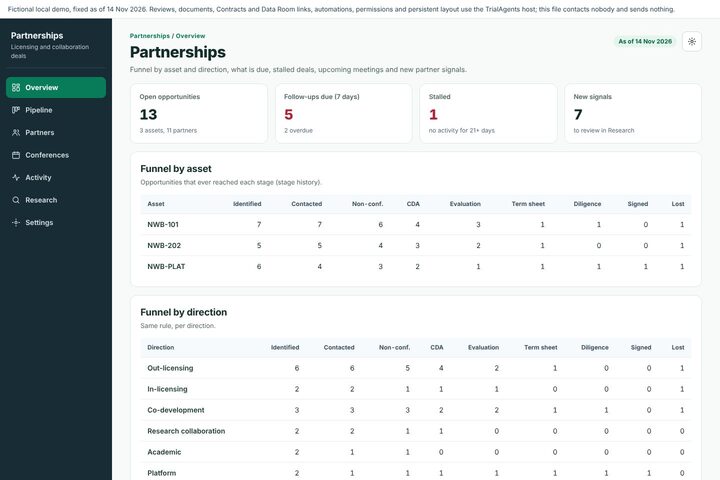 Fictional local demo, fixed as of 14 Nov 2026. Reviews, documents, Contracts and Data Room links, automations, permissions and persistent layout use the TrialAgents host; this file contacts nobody and sends nothing.
Partnerships
Licensing and collaboration
deals
Overview
Pipeline
Partners
Conferences
Activity
Research
Settings
Partnerships / Overview
Partnerships
Funnel by asset and direction, what is due, stalled deals, upcoming meetings and new partner signals.
As of 14 Nov 2026
Open opportunities
13
3 assets, 11 partners
Follow-ups due (7 days)
5
2 overdue
Stalled
1
no activity for 21+ days
New signals
7
to review in Research
Funnel by asset
Opportunities that ever reached each stage (stage history).
Asset Identified Contacted Non-conf. CDA Evaluation Term sheet Diligence Signed Lost
NWB-101 7 7 6 4 3 1 1 0 1
NWB-202 5 5 4 3 2 1 0 0 1
NWB-PLAT 6 4 3 2 1 1 1 1 1
Funnel by direction
Same rule, per direction.
Direction Identified Contacted Non-conf. CDA Evaluation Term sheet Diligence Signed Lost
Out-licensing 6 6 5 4 2 1 0 0 1
In-licensing 2 2 1 1 1 0 0 0 1
Co-development 3 3 3 2 2 1 1 0 1
Research collaboration 2 2 1 1 0 0 0 0 0
Academic 2 1 1 0 0 0 0 0 0
Platform 2 1 1 1 1 1 1 1 0